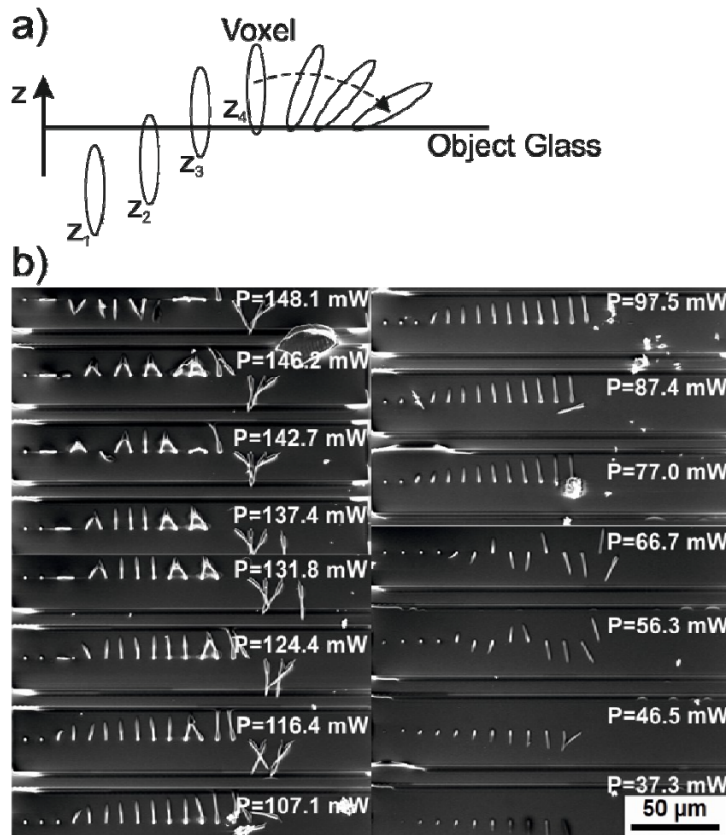 a)
Voxel
z
z₄
z₃
z₂
z₁
Object Glass
b)
P=148.1 mW
P=146.2 mW
P=142.7 mW
P=137.4 mW
P=131.8 mW
P=124.4 mW
P=116.4 mW
P=107.1 mW
P=97.5 mW
P=87.4 mW
P=77.0 mW
P=66.7 mW
P=56.3 mW
P=46.5 mW
P=37.3 mW
50 µm